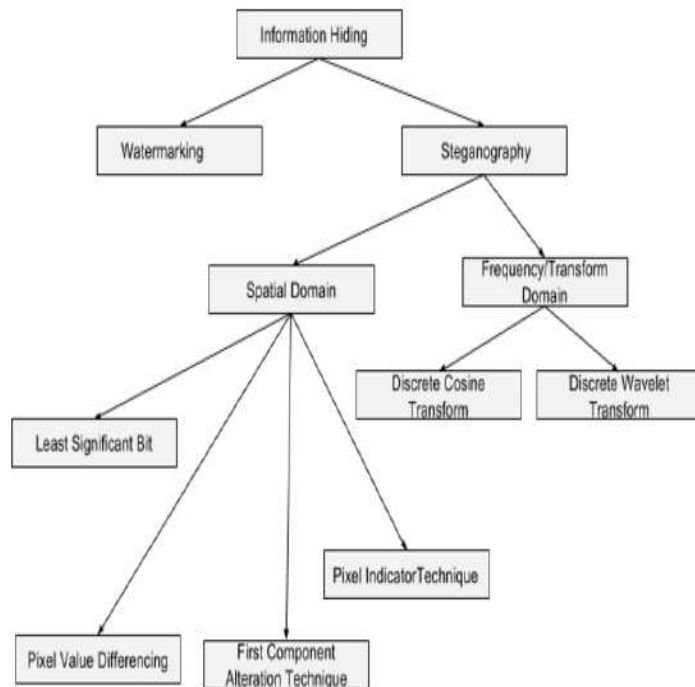 Information Hiding
Watermarking
Steganography
Spatial Domain
Frequency/Transform
Domain
Discrete Cosine
Transform
Discrete Wavelet
Transform
Least Significant Bit
Pixel IndicatorTechnique
Pixel Value Differencing
First Component
Alteration Technique